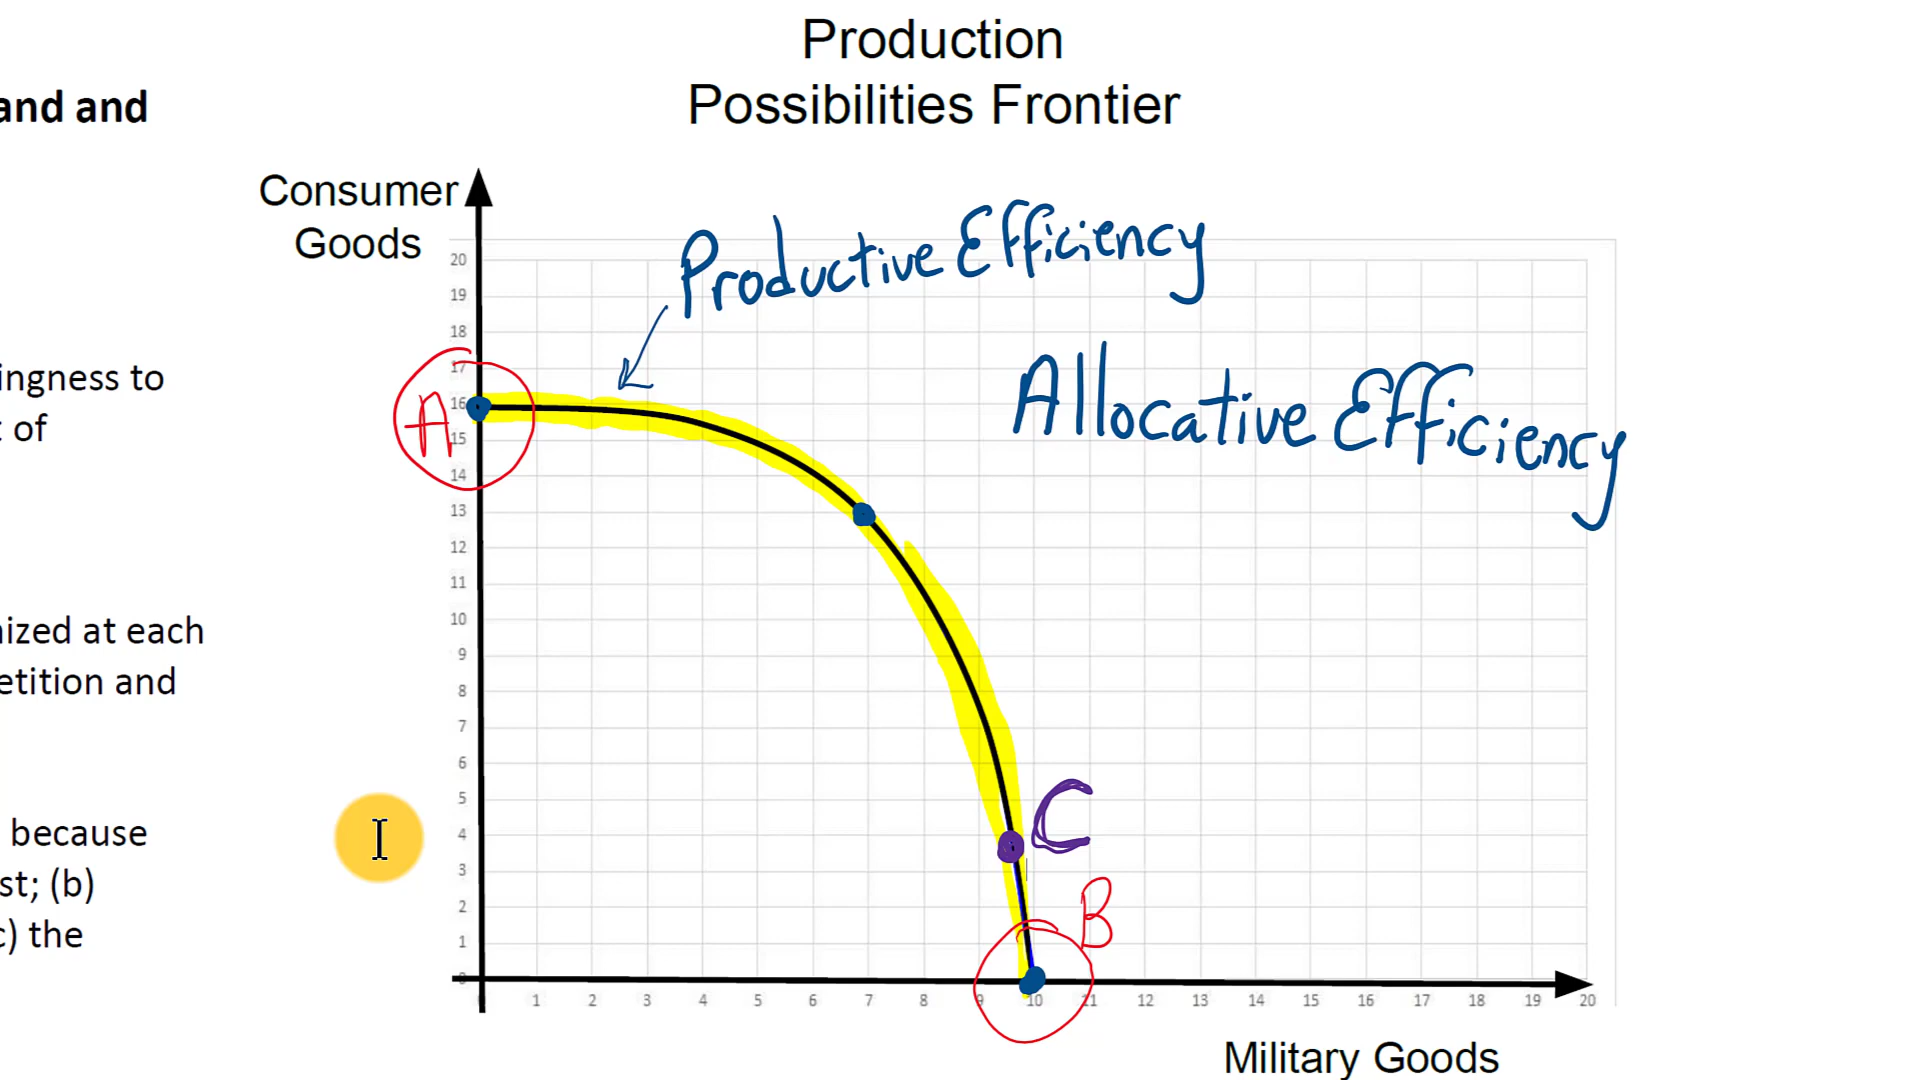 Production
Possibilities Frontier
and and
Consumer
Goods
Productive Efficiency
Allocative Efficiency
ingness to
of
ized at each
etition and
because
st; (b)
c) the
20
19
18
17
16
15
14
13
12
11
10
9
8
7
6
5
4
3
2
1
A
C
B
1 2 3 4 5 6 7 8 9 10 11 12 13 14 15 16 17 18 19 20
Military Goods